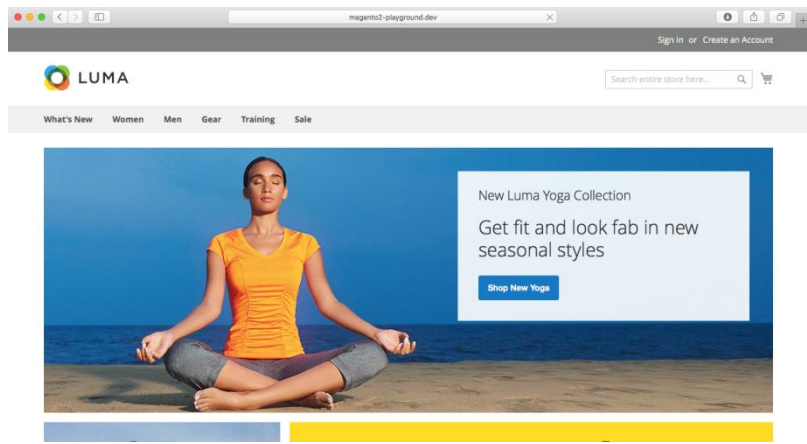 magento2-playground.dev
Sign In or Create an Account
LUMA
Search entire store here...
What's New Women Men Gear Training Sale
New Luma Yoga Collection
Get fit and look fab in new
seasonal styles
Shop New Yoga